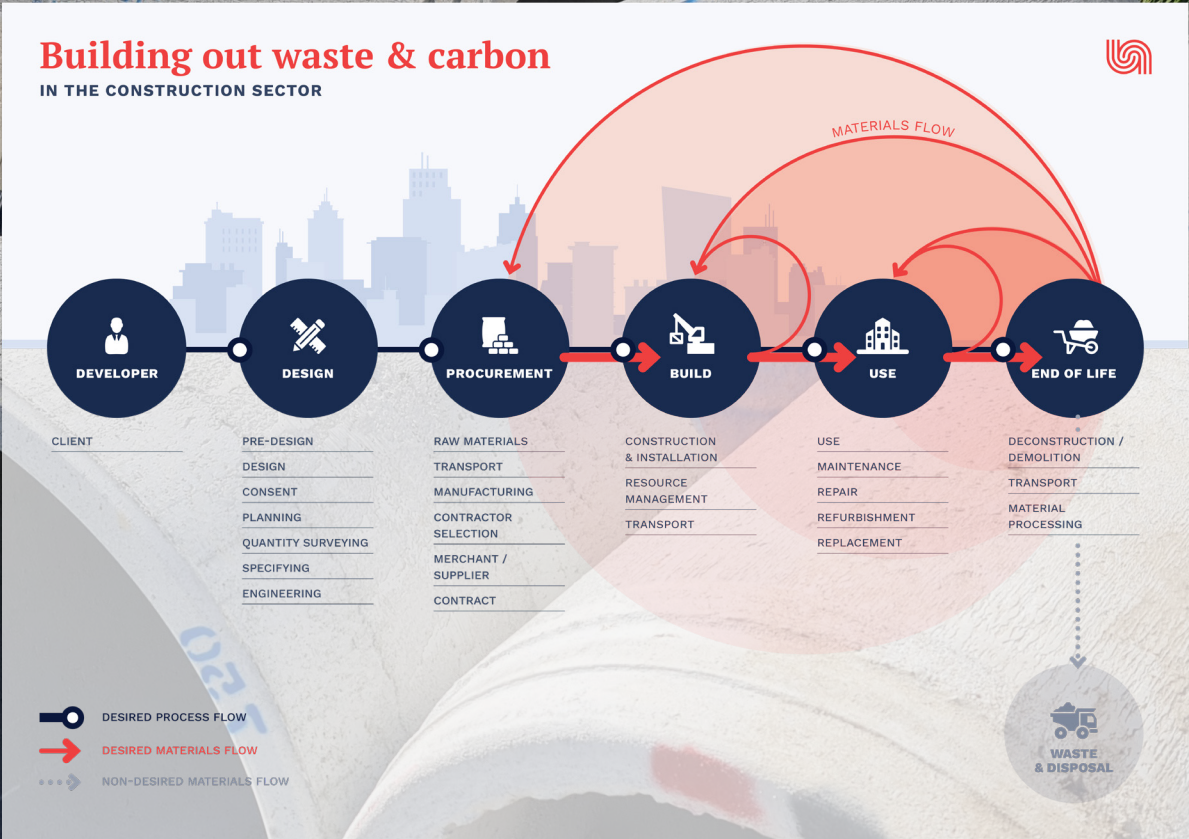 Building out waste & carbon
IN THE CONSTRUCTION SECTOR
MATERIALS FLOW
DEVELOPER
DESIGN
PROCUREMENT
BUILD
USE
END OF LIFE
CLIENT
PRE-DESIGN
DESIGN
CONSENT
PLANNING
QUANTITY SURVEYING
SPECIFYING
ENGINEERING
RAW MATERIALS
TRANSPORT
MANUFACTURING
CONTRACTOR
SELECTION
MERCHANT /
SUPPLIER
CONTRACT
CONSTRUCTION
& INSTALLATION
RESOURCE
MANAGEMENT
TRANSPORT
USE
MAINTENANCE
REPAIR
REFURBISHMENT
REPLACEMENT
DECONSTRUCTION /
DEMOLITION
TRANSPORT
MATERIAL
PROCESSING
WASTE
& DISPOSAL
DESIRED PROCESS FLOW
DESIRED MATERIALS FLOW
NON-DESIRED MATERIALS FLOW